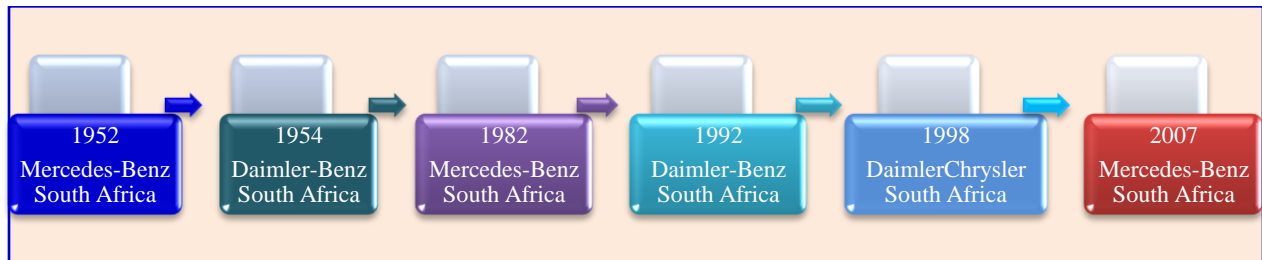 1952
Mercedes-Benz
South Africa
1954
Daimler-Benz
South Africa
1982
Mercedes-Benz
South Africa
1992
Daimler-Benz
South Africa
1998
DaimlerChrysler
South Africa
2007
Mercedes-Benz
South Africa